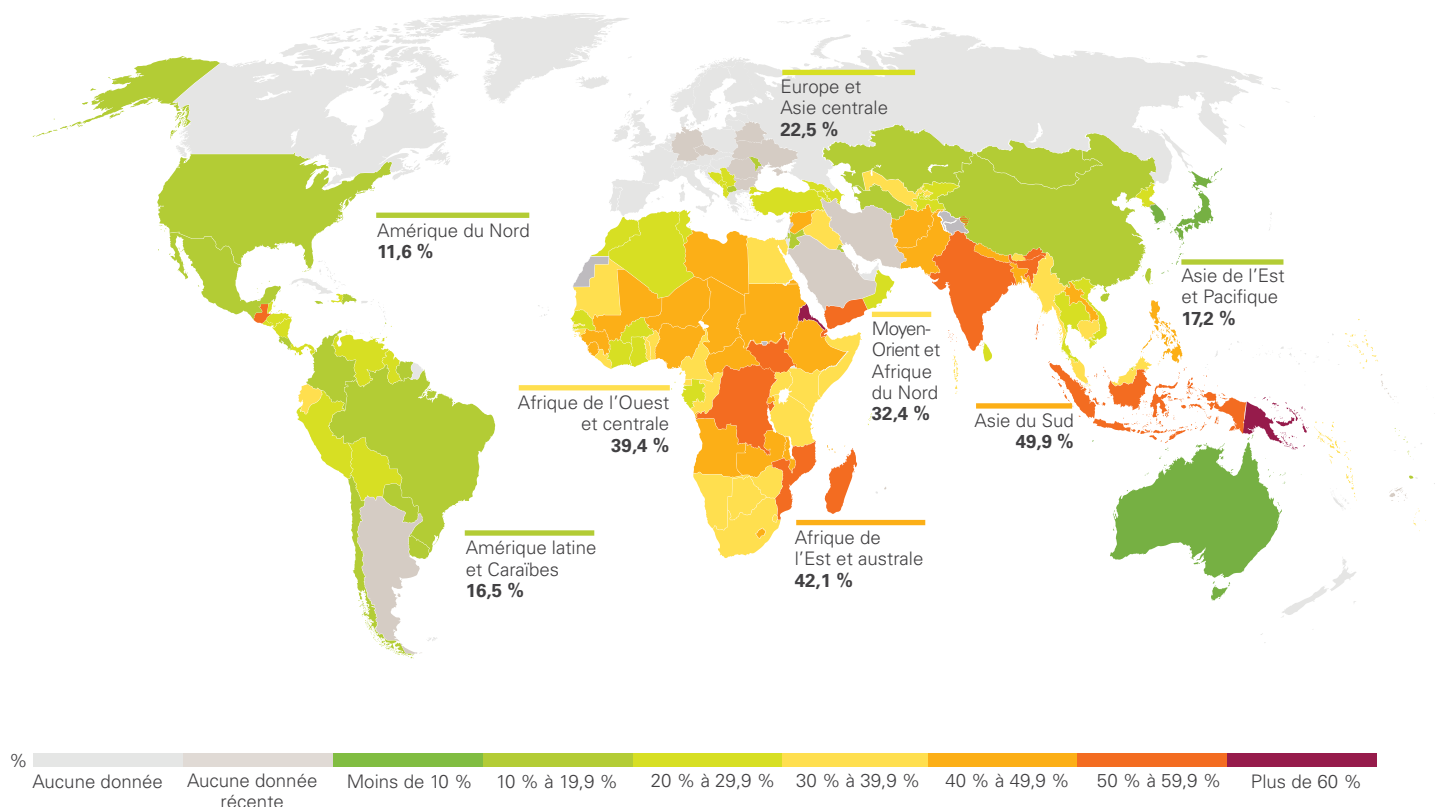 Europe et
Asie centrale
22,5 %
Amérique du Nord
11,6 %
Asie de l'Est
et Pacifique
17,2 %
Moyen-
Orient et
Afrique
du Nord
32,4 %
Afrique de l'Ouest
et centrale
39,4 %
Asie du Sud
49,9 %
Afrique de
l'Est et australe
42,1 %
Amérique latine
et Caraïbes
16,5 %
%
Aucune donnée
Aucune donnée
récente
Moins de 10 %
10 % à 19,9 %
20 % à 29,9 %
30 % à 39,9 %
40 % à 49,9 %
50 % à 59,9 %
Plus de 60 %